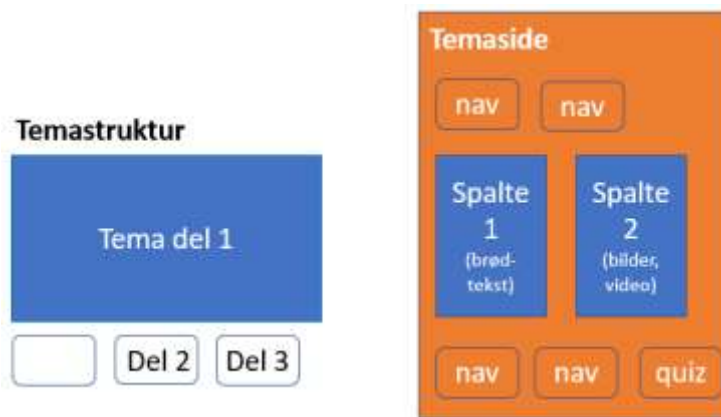 Temastruktur
Tema del 1
Del 2 Del 3
Temaside
nav nav
Spalte
1
(brød-
tekst)
Spalte
2
(bilder,
video)
nav nav quiz